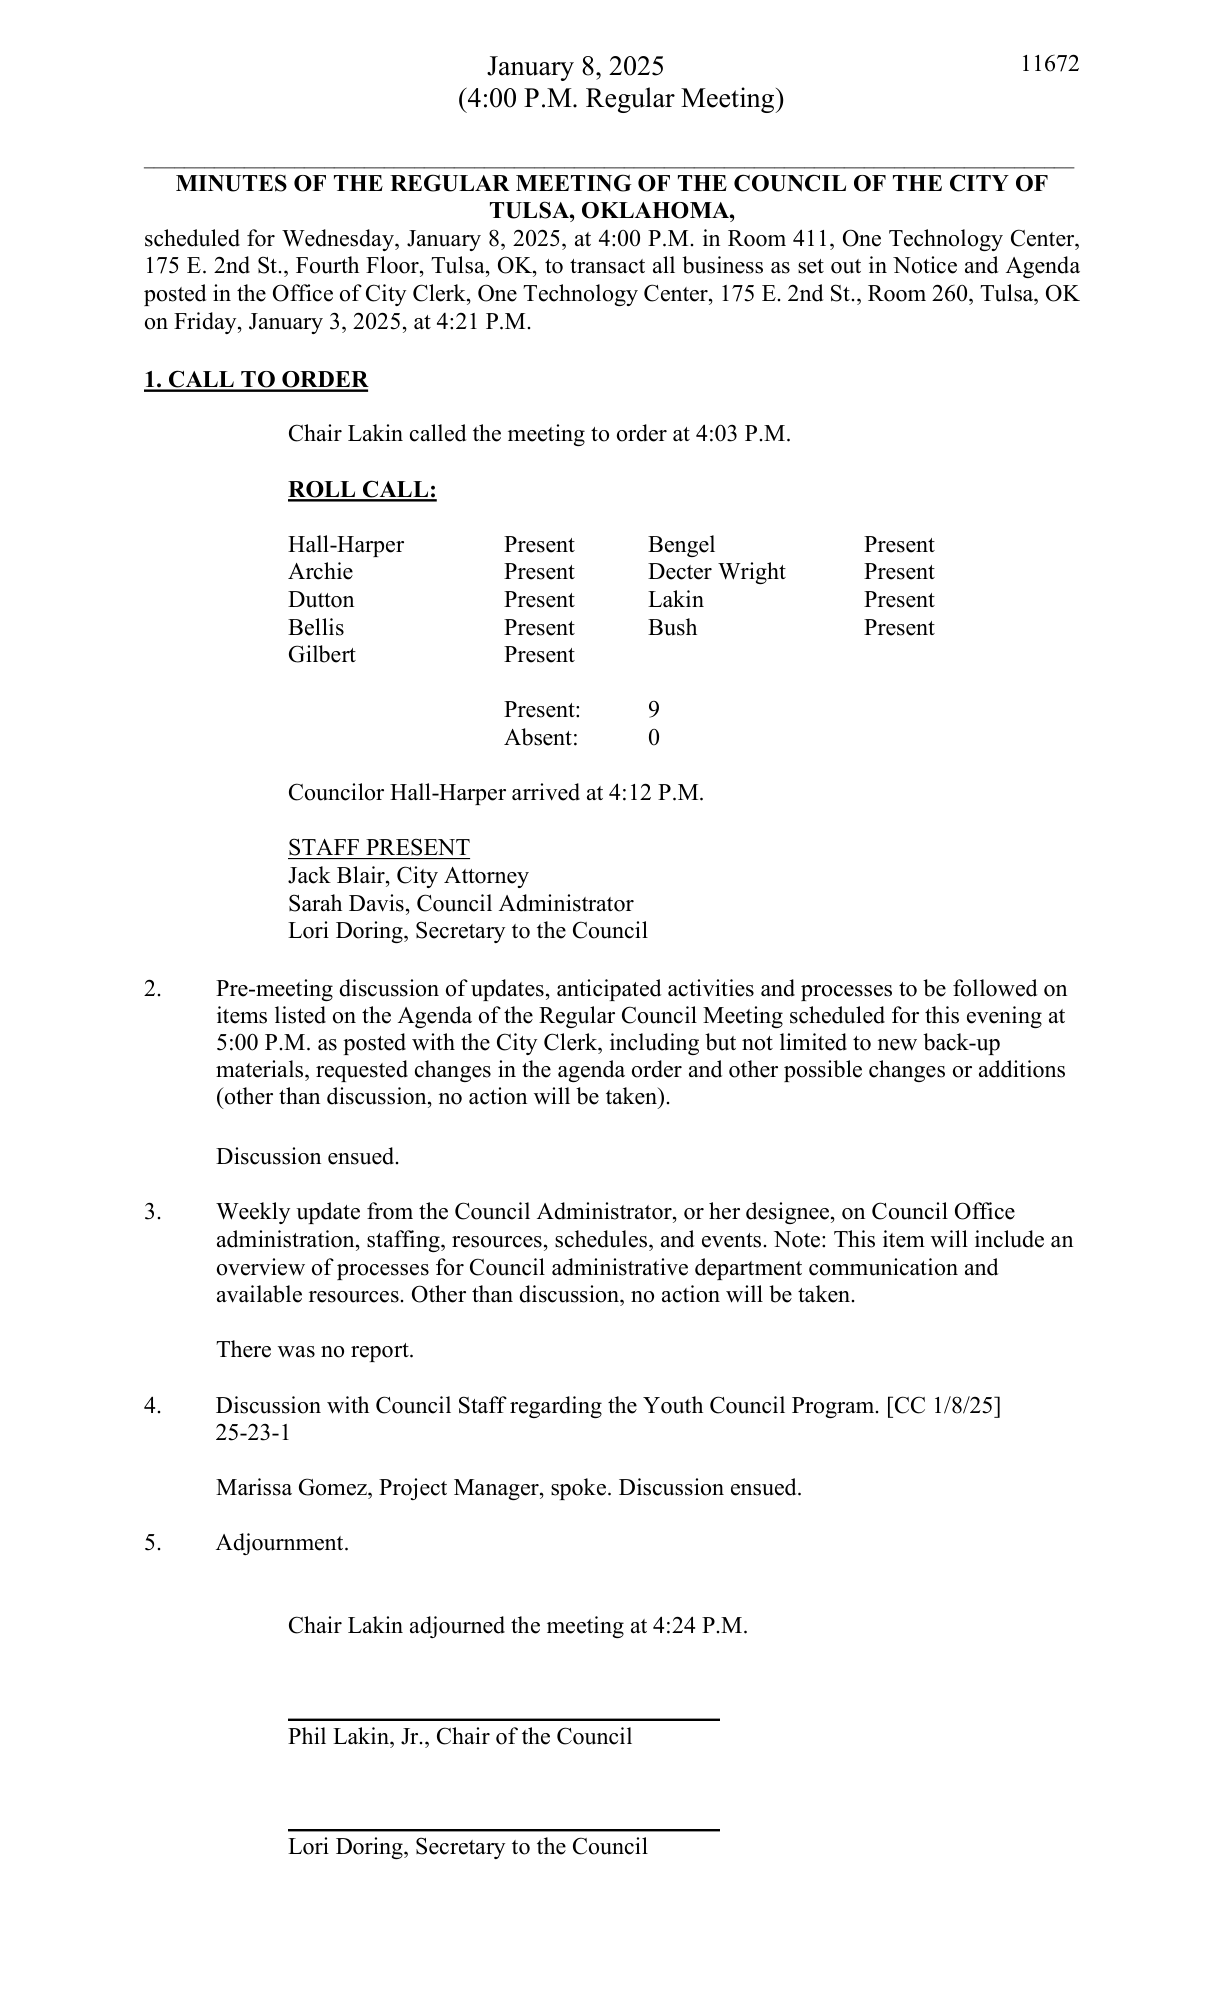 January 8, 2025 11672
(4:00 P.M. Regular Meeting)
MINUTES OF THE REGULAR MEETING OF THE COUNCIL OF THE CITY OF
TULSA, OKLAHOMA,
scheduled for Wednesday, January 8, 2025, at 4:00 P.M. in Room 411, One Technology Center,
175 E. 2nd St., Fourth Floor, Tulsa, OK, to transact all business as set out in Notice and Agenda
posted in the Office of City Clerk, One Technology Center, 175 E. 2nd St., Room 260, Tulsa, OK
on Friday, January 3, 2025, at 4:21 P.M.
1. CALL TO ORDER
Chair Lakin called the meeting to order at 4:03 P.M.
ROLL CALL:
Hall-Harper Present Bengel Present
Archie Present Decter Wright Present
Dutton Present Lakin Present
Bellis Present Bush Present
Gilbert Present
Present: 9
Absent: 0
Councilor Hall-Harper arrived at 4:12 P.M.
STAFF PRESENT
Jack Blair, City Attorney
Sarah Davis, Council Administrator
Lori Doring, Secretary to the Council
2. Pre-meeting discussion of updates, anticipated activities and processes to be followed on
items listed on the Agenda of the Regular Council Meeting scheduled for this evening at
5:00 P.M. as posted with the City Clerk, including but not limited to new back-up
materials, requested changes in the agenda order and other possible changes or additions
(other than discussion, no action will be taken).
Discussion ensued.
3. Weekly update from the Council Administrator, or her designee, on Council Office
administration, staffing, resources, schedules, and events. Note: This item will include an
overview of processes for Council administrative department communication and
available resources. Other than discussion, no action will be taken.
There was no report.
4. Discussion with Council Staff regarding the Youth Council Program. [CC 1/8/25]
25-23-1
Marissa Gomez, Project Manager, spoke. Discussion ensued.
5. Adjournment.
Chair Lakin adjourned the meeting at 4:24 P.M.
Phil Lakin, Jr., Chair of the Council
Lori Doring, Secretary to the Council